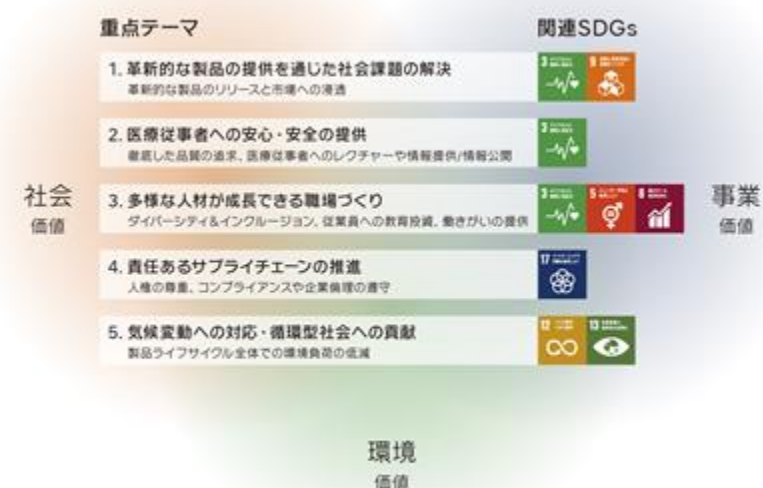 重点テーマ
関連SDGs
1. 革新的な製品の提供を通じた社会課題の解決
革新的な製品のリリースと市場への浸透
3
9
2. 医療従事者への安心・安全の提供
徹底した品質の追求、医療従事者へのレクチャーや情報提供/情報公開
3
社会
価値
3. 多様な人材が成長できる職場づくり
ダイバーシティ&インクルージョン、従業員への教育投資、働きがいの提供
3
5
8
事業
価値
4. 責任あるサプライチェーンの推進
人権の尊重、コンプライアンスや企業倫理の遵守
17
5. 気候変動への対応・循環型社会への貢献
製品ライフサイクル全体での環境負荷の低減
12
13
環境
価値